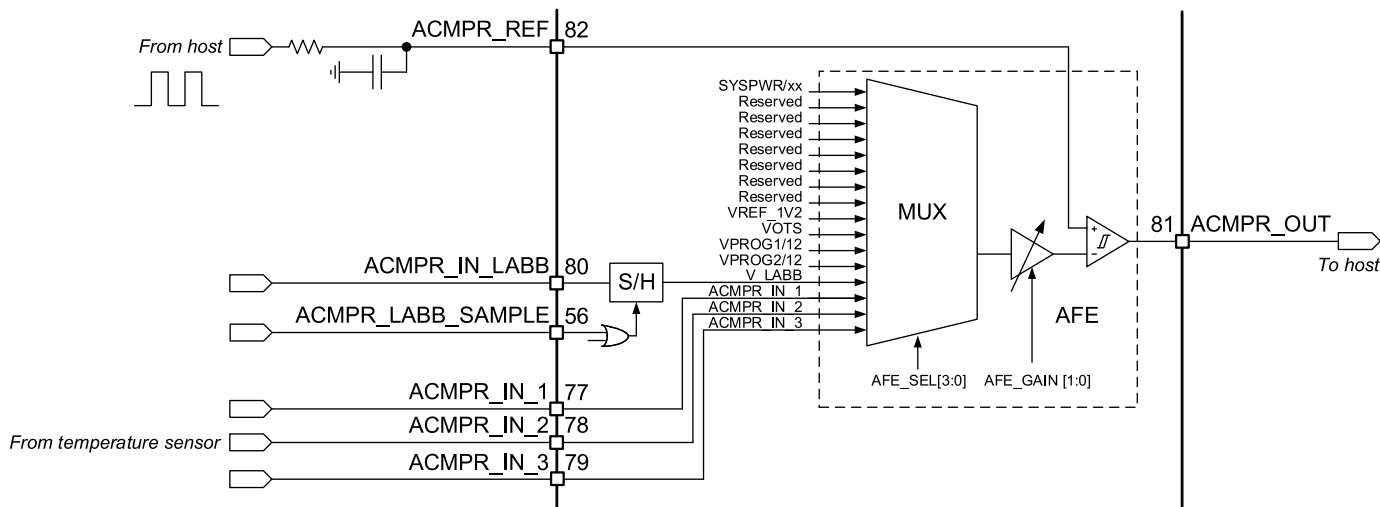 From host
ACMPR_REF 82
SYSPWR/xx
Reserved
Reserved
Reserved
Reserved
Reserved
Reserved
Reserved
VREF_1V2
VOTS
VPROG1/12
VPROG2/12
V_LABB
ACMPR_IN_1
ACMPR_IN_2
ACMPR_IN_3
MUX
+
-
81 ACMPR_OUT
To host
AFE
AFE_SEL[3:0]
AFE_GAIN [1:0]
ACMPR_IN_LABB 80
S/H
ACMPR_LABB_SAMPLE 56
ACMPR_IN_1 77
From temperature sensor
ACMPR_IN_2 78
ACMPR_IN_3 79